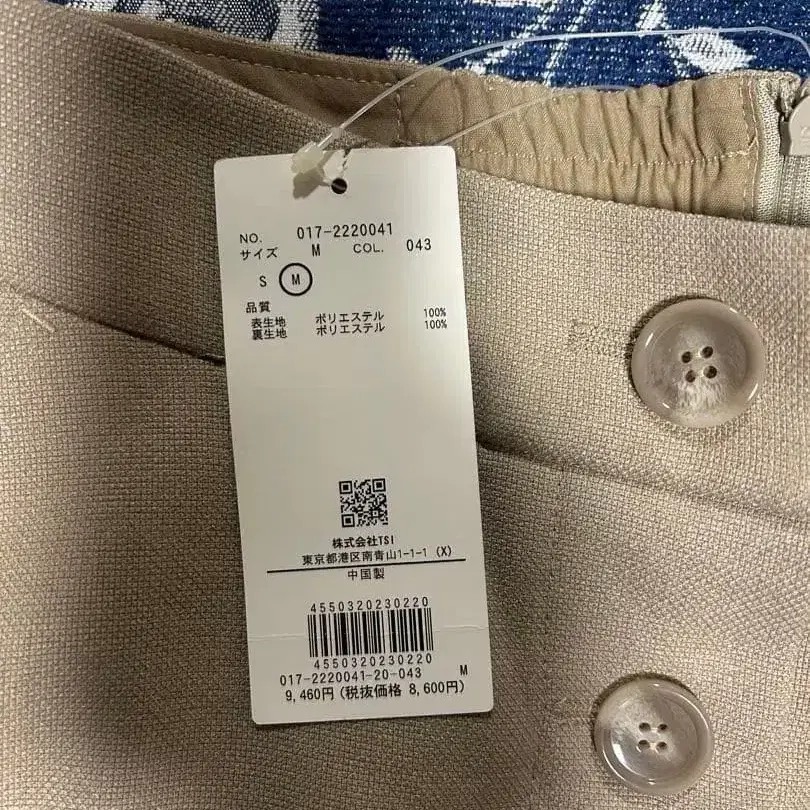 NO. 017-2220041
サイズ M COL. 043
S M
品質
表生地 ポリエステル 100%
裏生地 ポリエステル 100%
株式会社TSI
東京都港区南青山1-1-1 (X)
中国製
4550320230220
4550320230220
017-2220041-20-043 M
9,460円(税抜価格 8,600円)